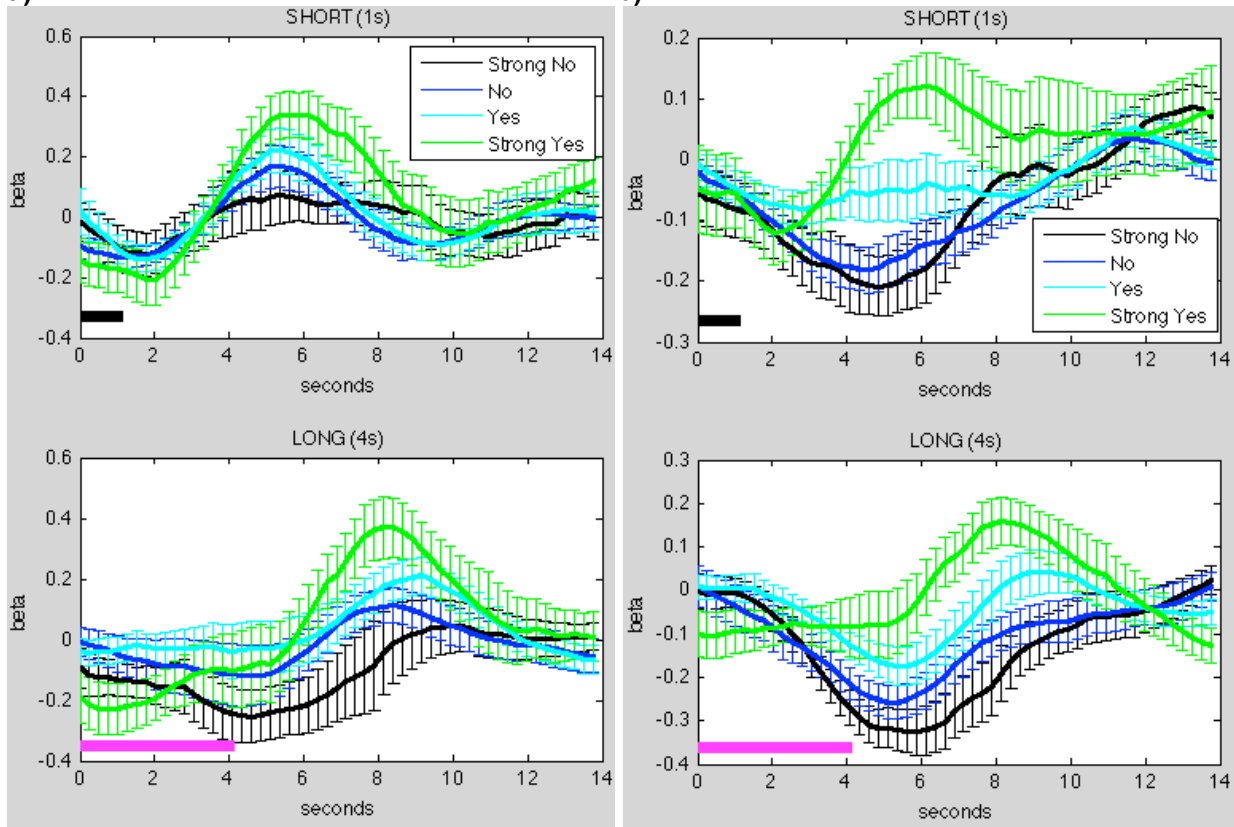 SHORT (1s)
0.6
0.4
0.2
0
-0.2
-0.4
beta
Strong No
No
Yes
Strong Yes
0 2 4 6 8 10 12 14
seconds
SHORT (1s)
0.2
0.1
0
-0.1
-0.2
-0.3
beta
Strong No
No
Yes
Strong Yes
0 2 4 6 8 10 12 14
seconds
LONG (4s)
0.6
0.4
0.2
0
-0.2
-0.4
beta
0 2 4 6 8 10 12 14
seconds
LONG (4s)
0.3
0.2
0.1
0
-0.1
-0.2
-0.3
-0.4
beta
0 2 4 6 8 10 12 14
seconds